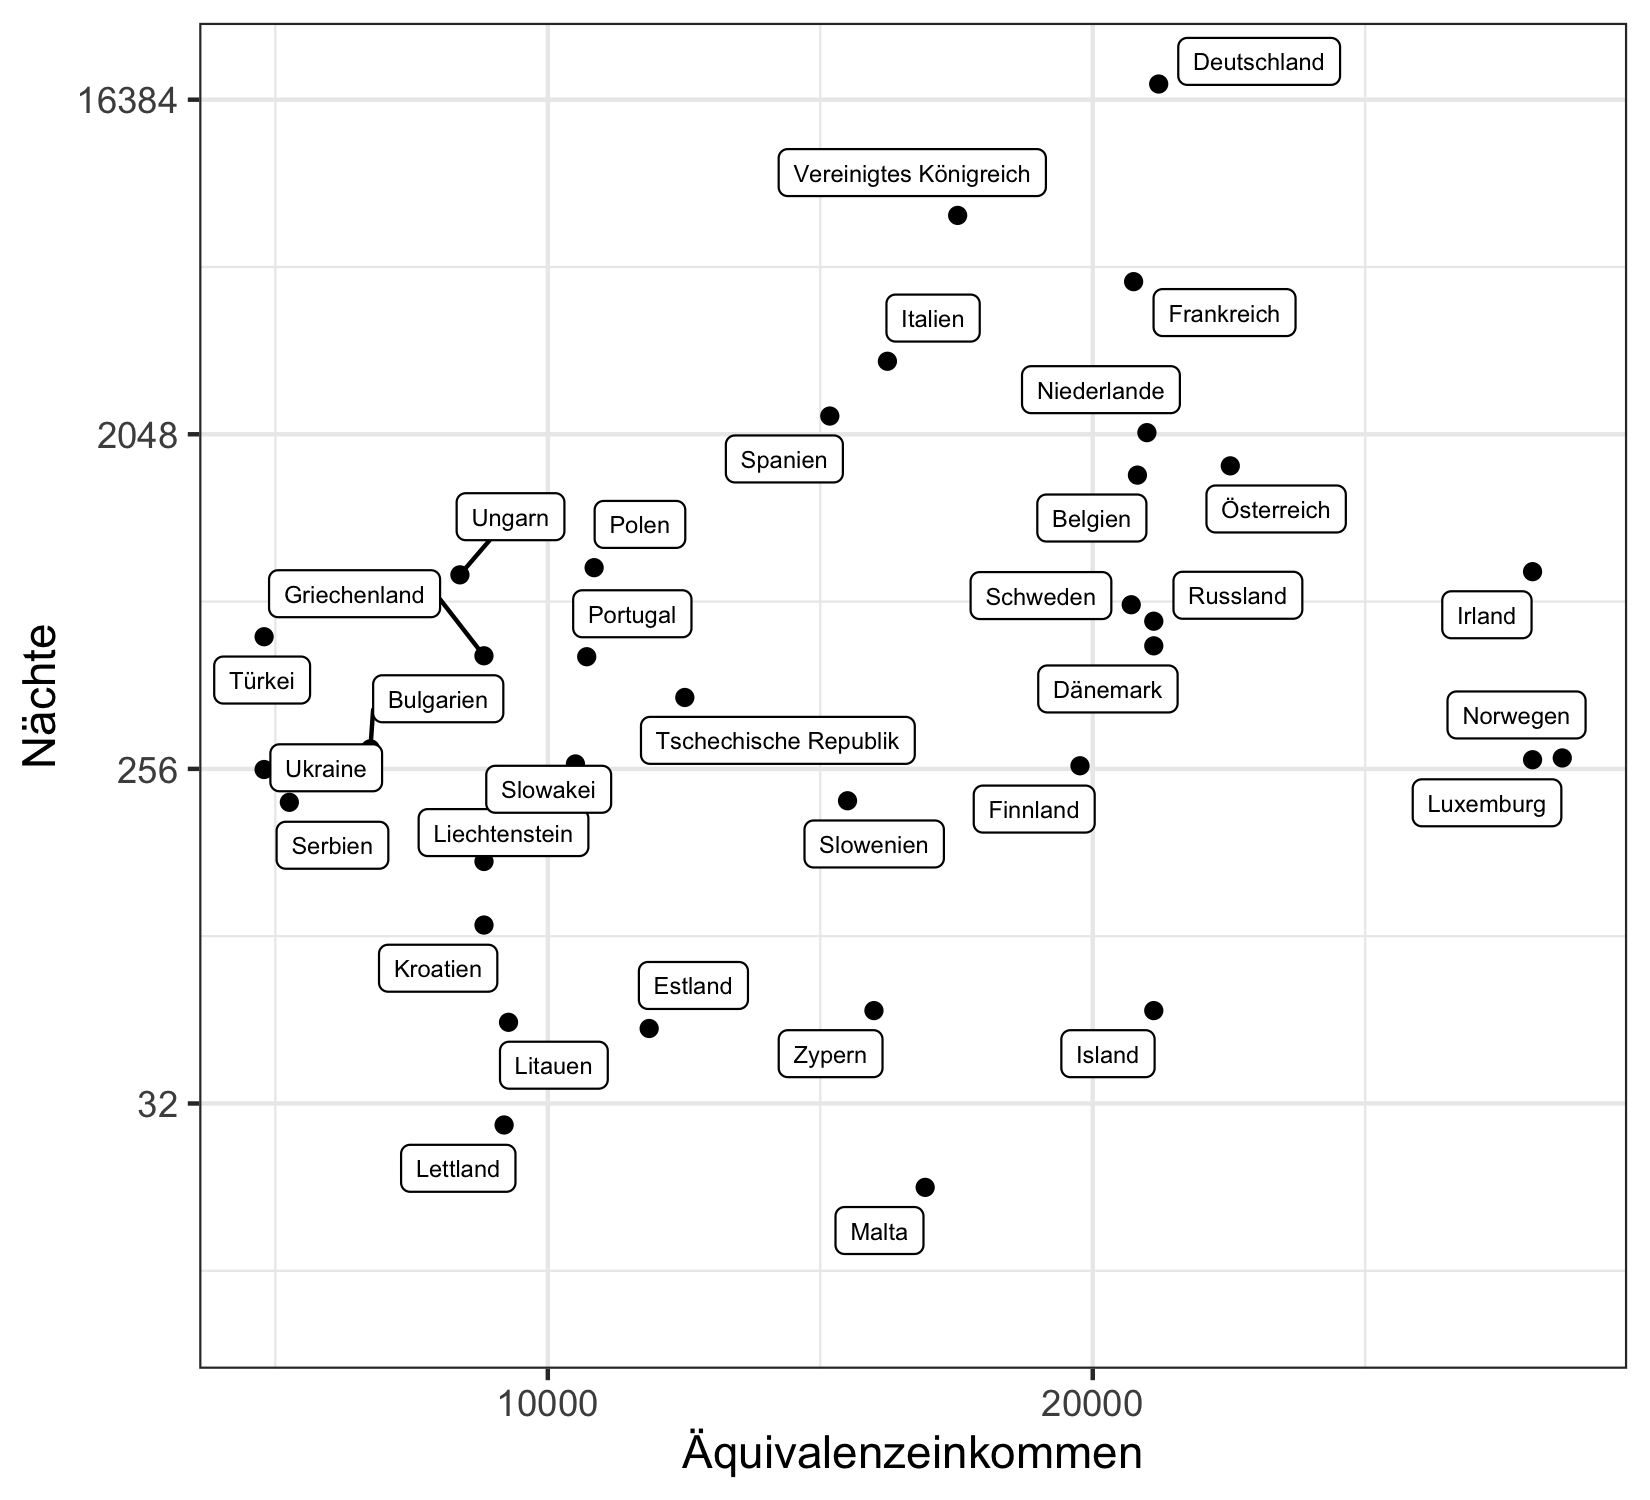 Deutschland
16384
Vereinigtes Königreich
Frankreich
Italien
Niederlande
2048
Spanien
Österreich
Belgien
Ungarn
Polen
Griechenland
Schweden
Russland
Portugal
Irland
Türkei
Dänemark
Bulgarien
Norwegen
Tschechische Republik
Nächte
256
Ukraine
Slowakei
Luxemburg
Finnland
Liechtenstein
Serbien
Slowenien
Kroatien
Estland
Zypern
Island
Litauen
32
Lettland
Malta
10000
20000
Äquivalenzeinkommen